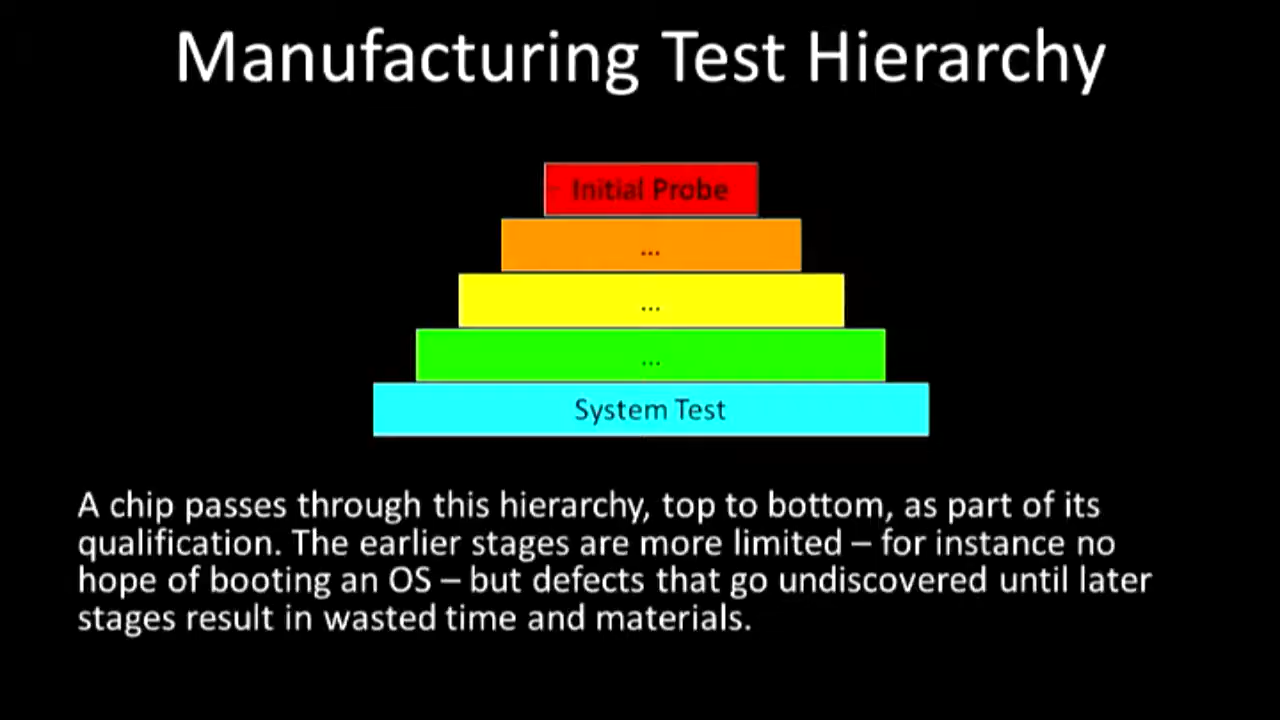 Manufacturing Test Hierarchy
Initial Probe
...
...
...
System Test
A chip passes through this hierarchy, top to bottom, as part of its
qualification. The earlier stages are more limited – for instance no
hope of booting an OS – but defects that go undiscovered until later
stages result in wasted time and materials.